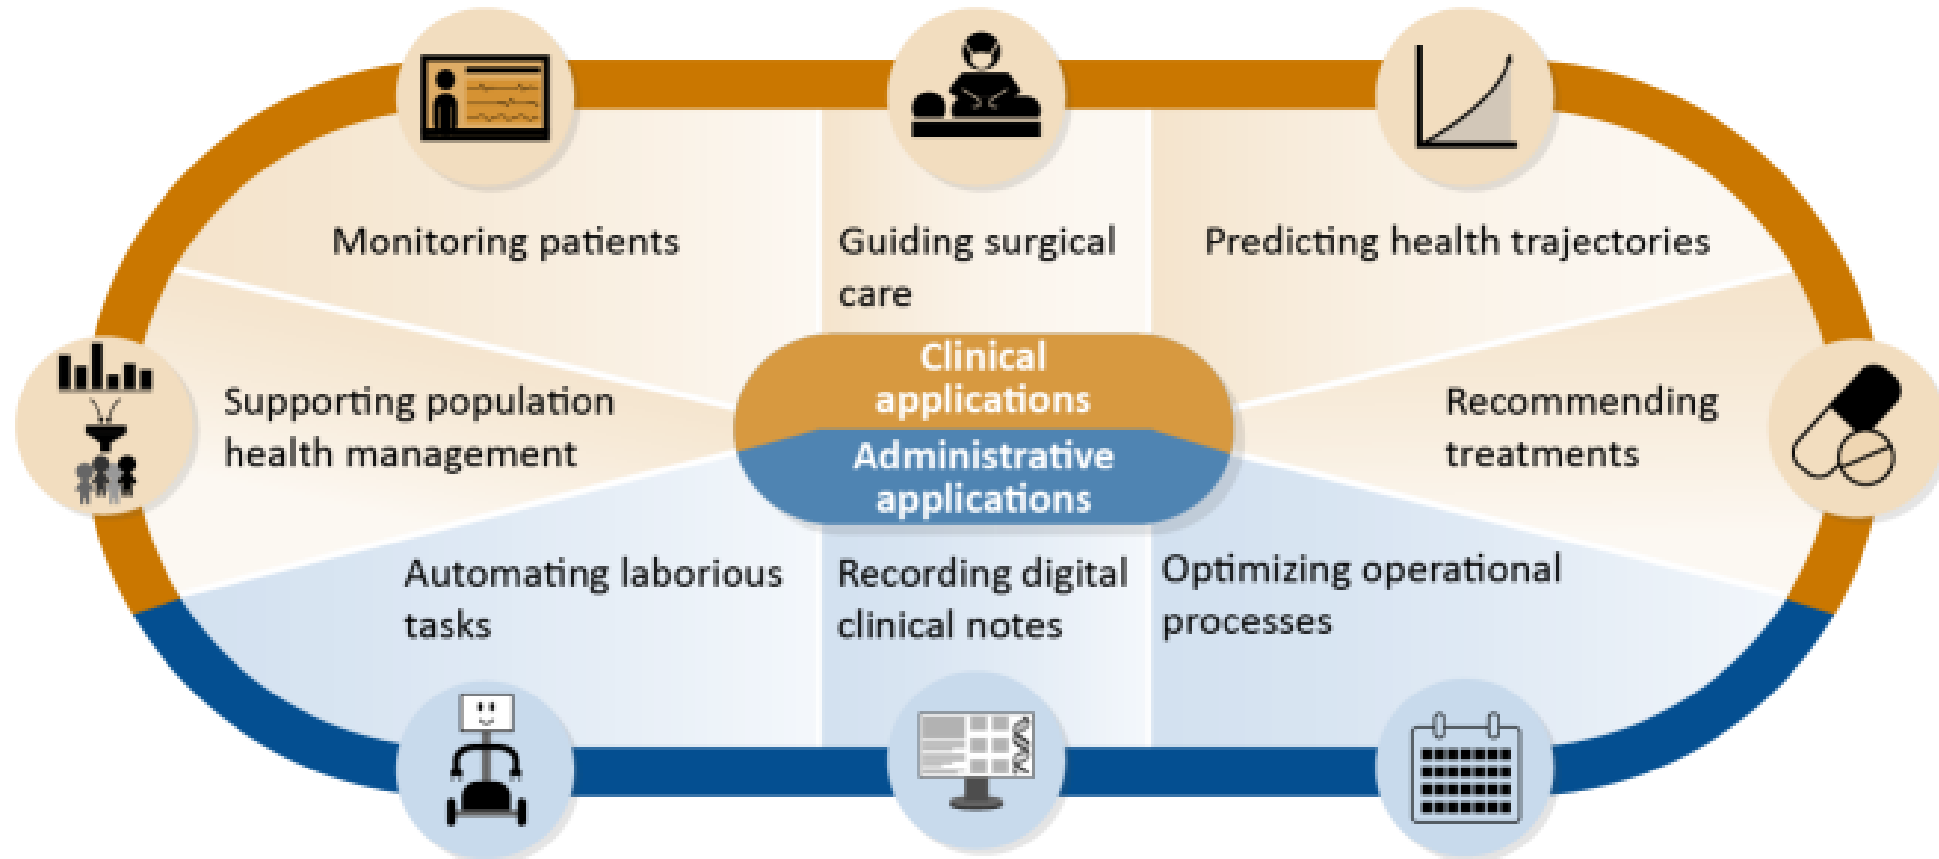 Monitoring patients
Guiding surgical
care
Predicting health trajectories
Supporting population
health management
Clinical
applications
Administrative
applications
Recommending
treatments
Automating laborious
tasks
Recording digital
clinical notes
Optimizing operational
processes